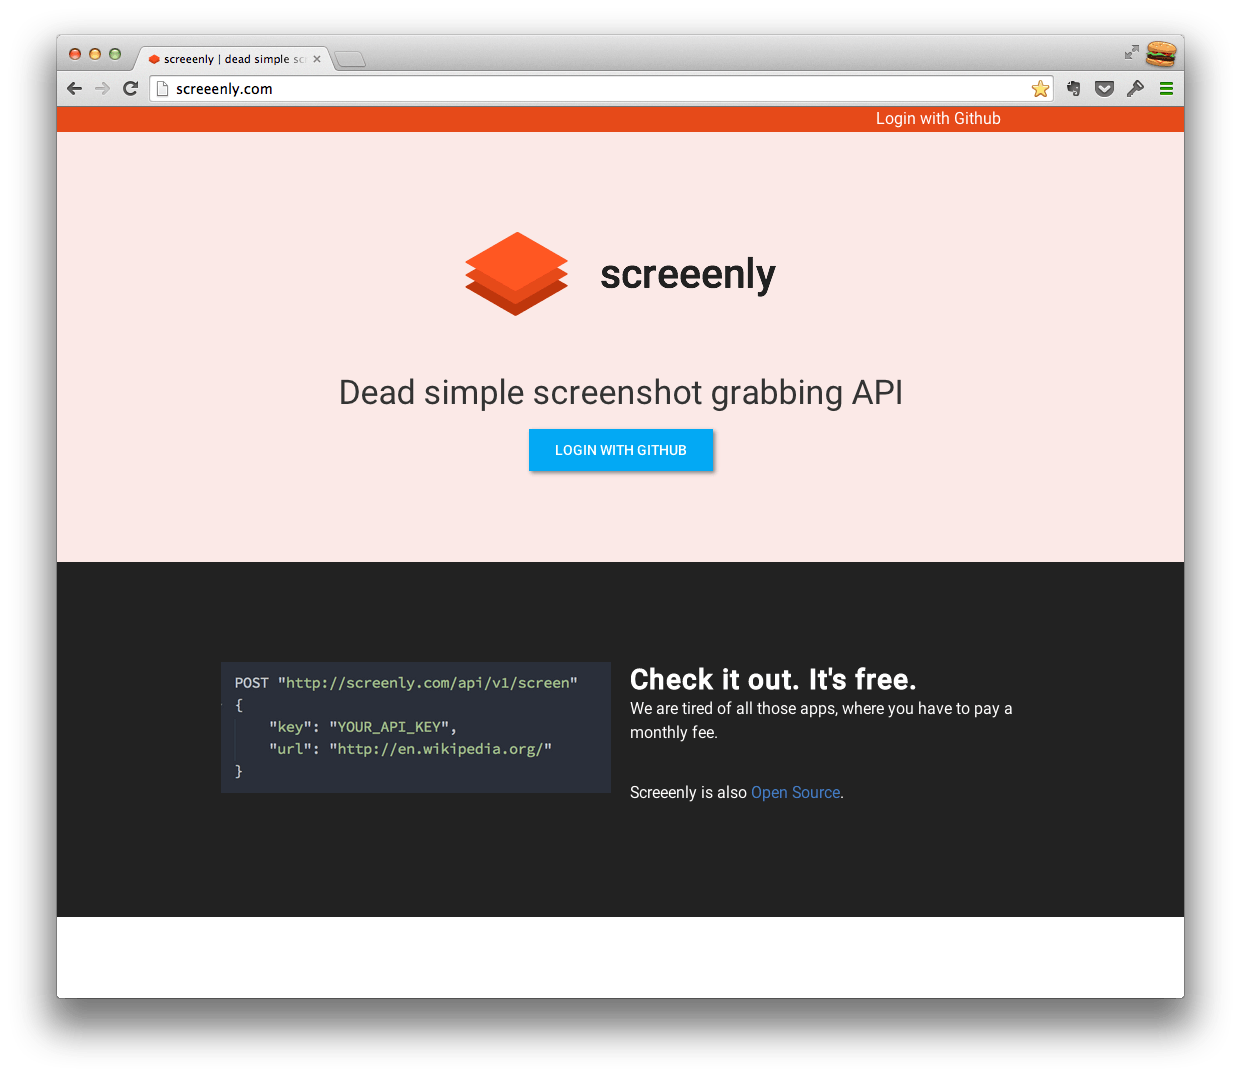 screeenly | dead simple sc
screeenly.com
Login with Github
screeenly
Dead simple screenshot grabbing API
LOGIN WITH GITHUB
POST "http://screenly.com/api/v1/screen"
{
"key": "YOUR_API_KEY",
"url": "http://en.wikipedia.org/"
}
Check it out. It's free.
We are tired of all those apps, where you have to pay a
monthly fee.
Screeenly is also Open Source.